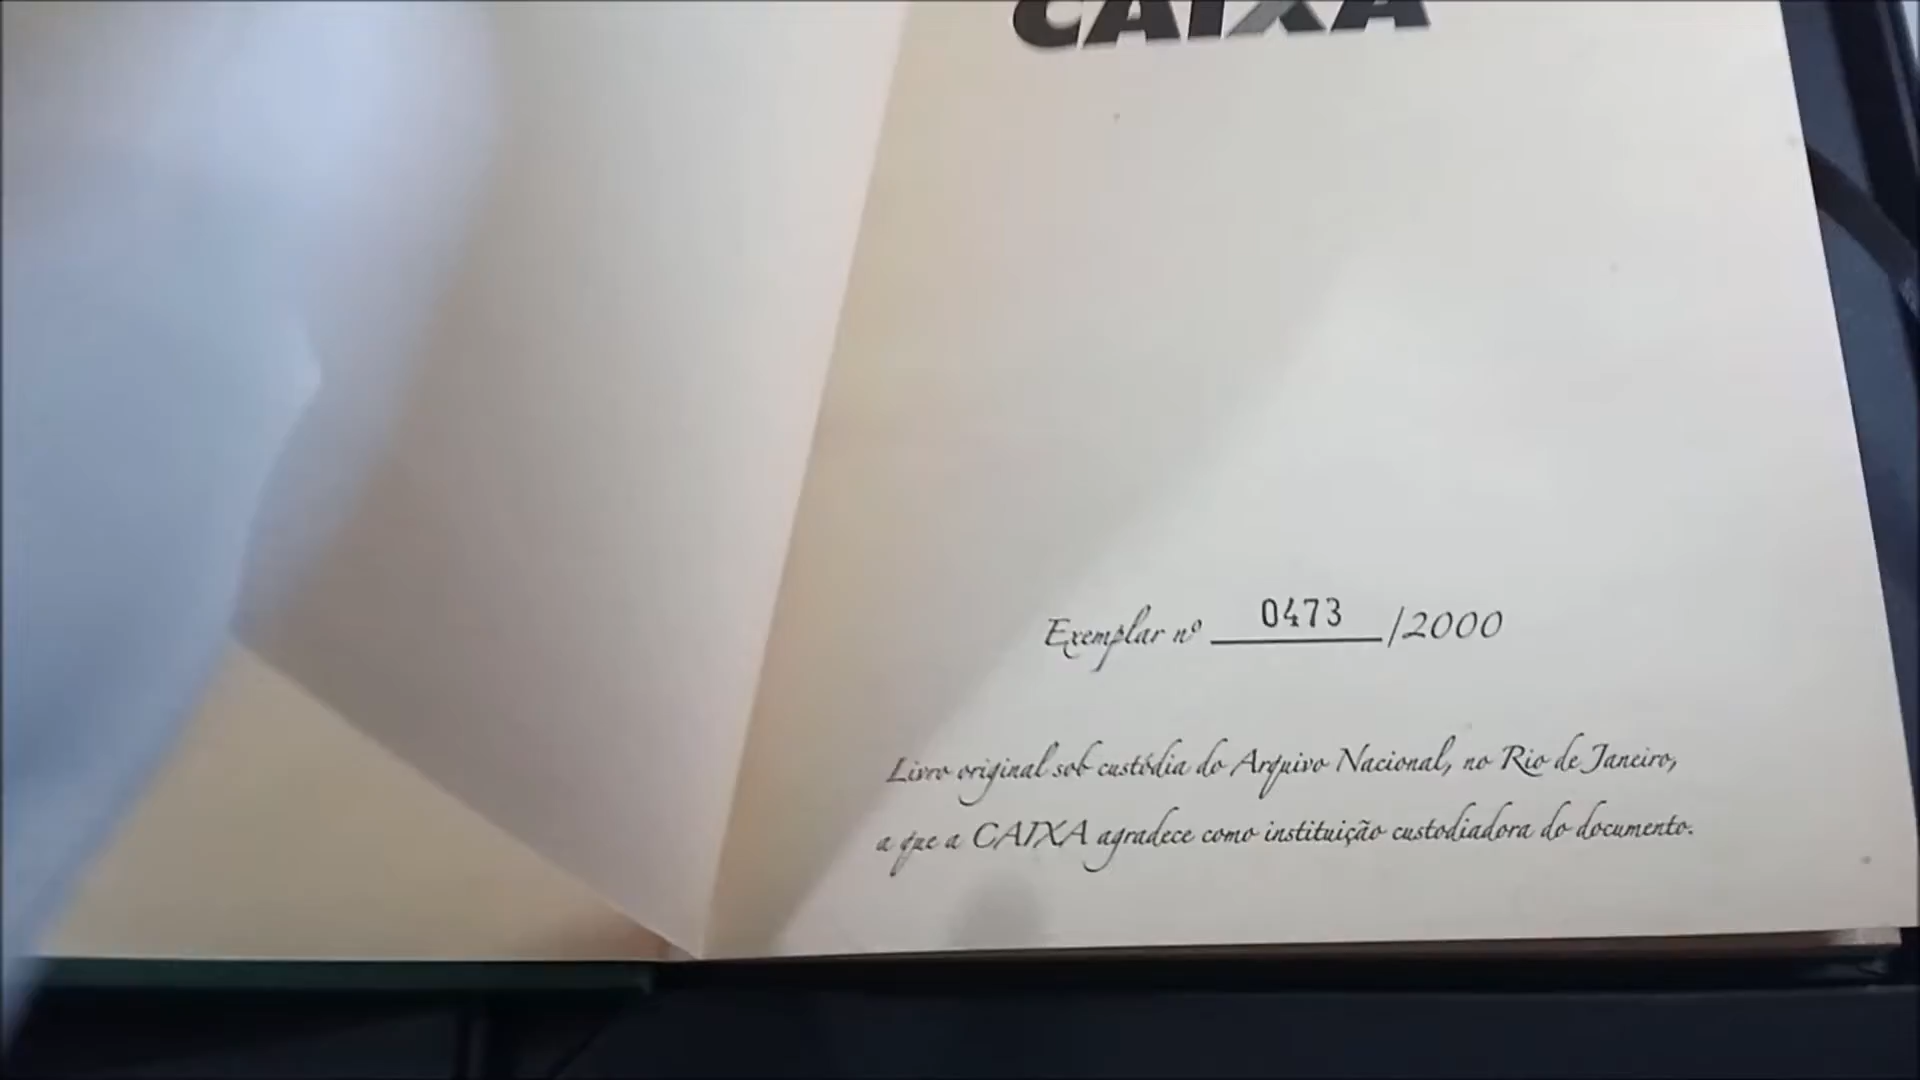 CAIXA
Exemplar nº 0473 /2000
Livro original sob custódia do Arquivo Nacional, no Rio de Janeiro,
a que a CAIXA agradece como instituição custodiadora do documento.